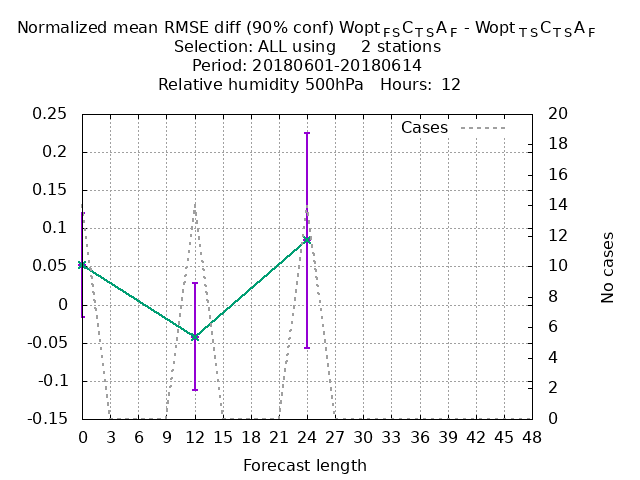 Normalized mean RMSE diff (90% conf) Wopt FS C TS A F - Wopt TS C TS A F
Selection: ALL using 2 stations
Period: 20180601-20180614
Relative humidity 500hPa Hours: 12
Cases
0.25
0.2
0.15
0.1
0.05
0
-0.05
-0.1
-0.15
20
18
16
14
12
10
8
6
4
2
0
No cases
0 3 6 9 12 15 18 21 24 27 30 33 36 39 42 45 48
Forecast length